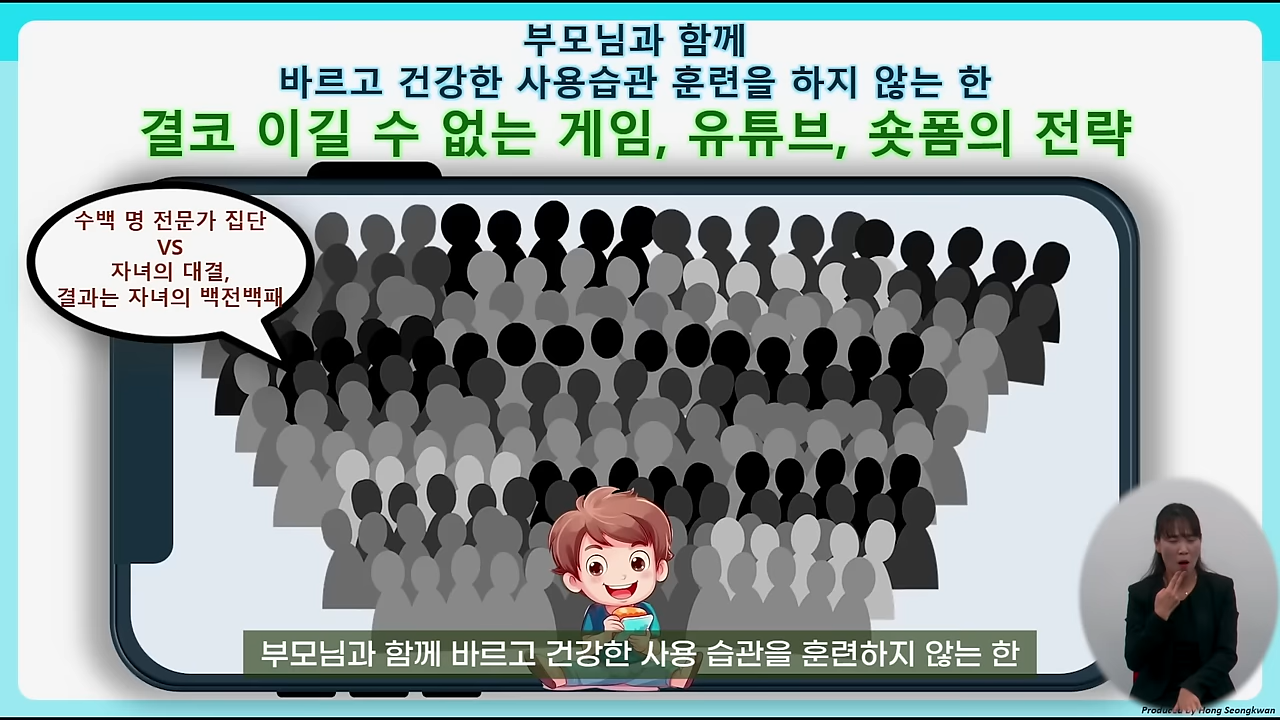 부모님과 함께
바르고 건강한 사용습관 훈련을 하지 않는 한
결코 이길 수 없는 게임, 유튜브, 숏폼의 전략
수백 명 전문가 집단
VS
자녀의 대결,
결과는 자녀의 백전백패
부모님과 함께 바르고 건강한 사용 습관을 훈련하지 않는 한
Produced by Hong Seongkwan